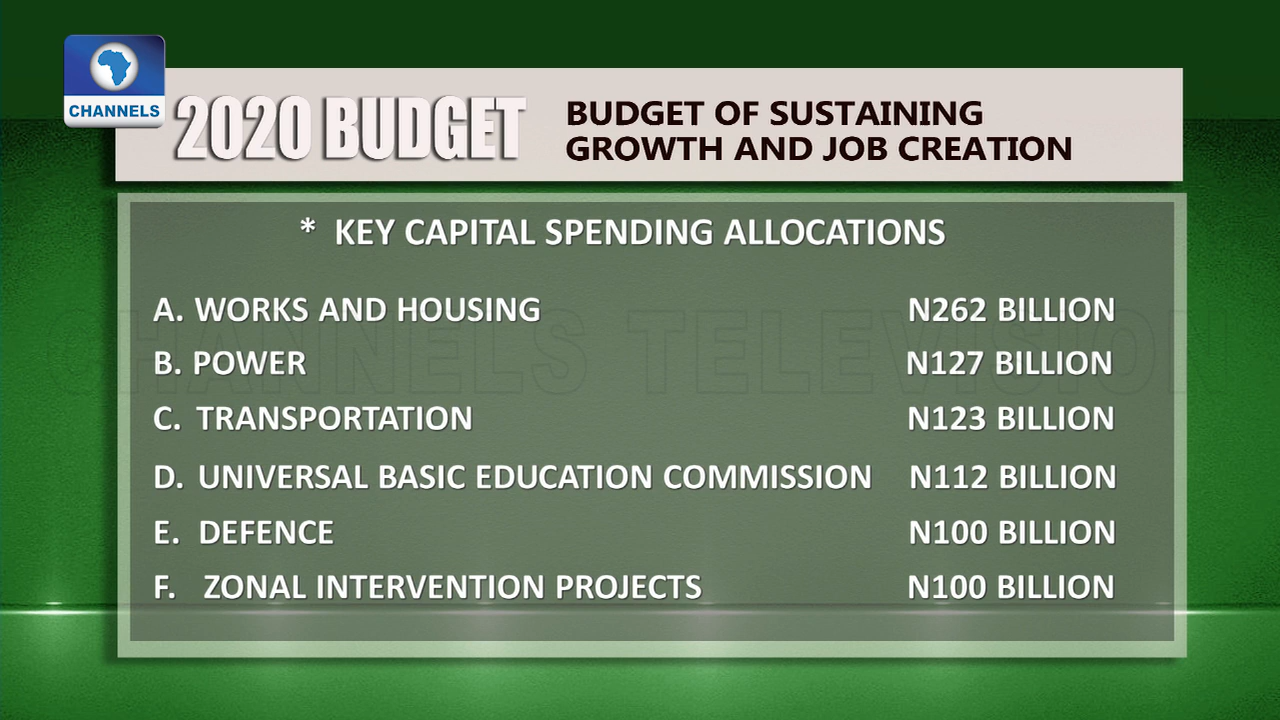 CHANNELS
2020 BUDGET
BUDGET OF SUSTAINING
GROWTH AND JOB CREATION
* KEY CAPITAL SPENDING ALLOCATIONS
A. WORKS AND HOUSING N262 BILLION
B. POWER N127 BILLION
C. TRANSPORTATION N123 BILLION
D. UNIVERSAL BASIC EDUCATION COMMISSION N112 BILLION
E. DEFENCE N100 BILLION
F. ZONAL INTERVENTION PROJECTS N100 BILLION
CHANNELS TELEVISION